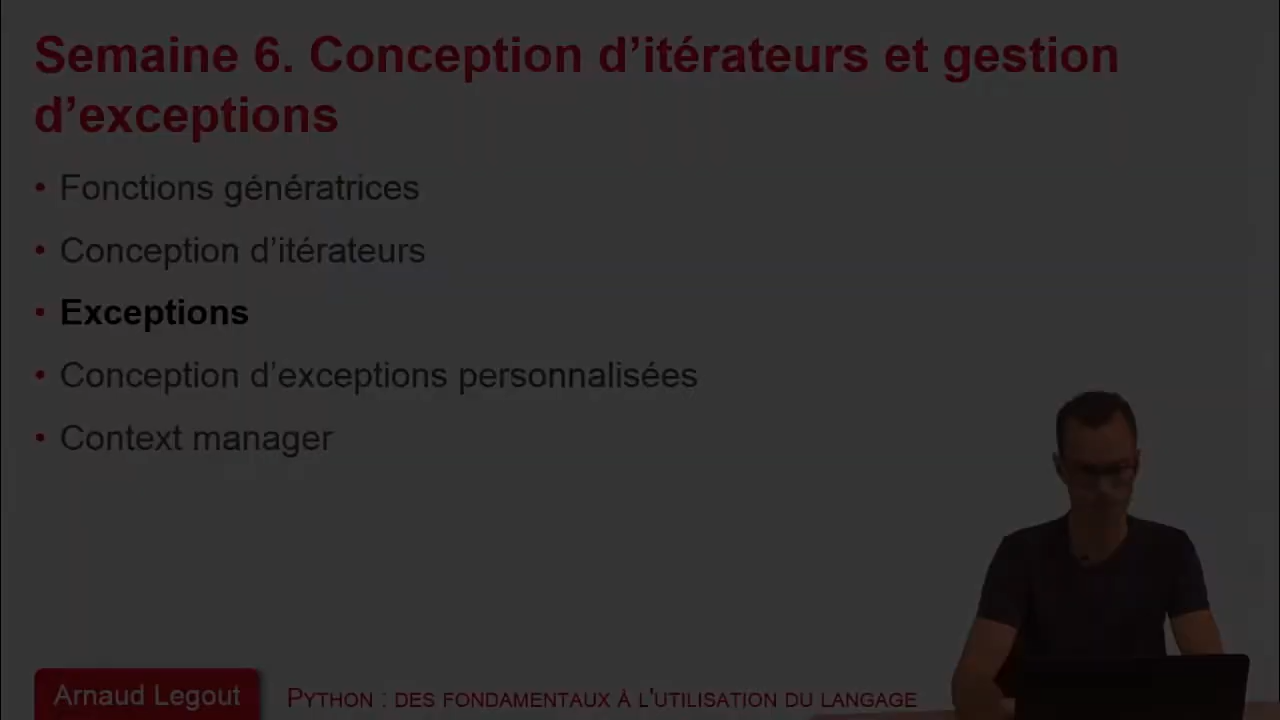 Semaine 6. Conception d’itérateurs et gestion
d’exceptions
• Fonctions génératrices
• Conception d’itérateurs
• Exceptions
• Conception d’exceptions personnalisées
• Context manager
Arnaud Legout
PYTHON : DES FONDAMENTAUX À L'UTILISATION DU LANGAGE